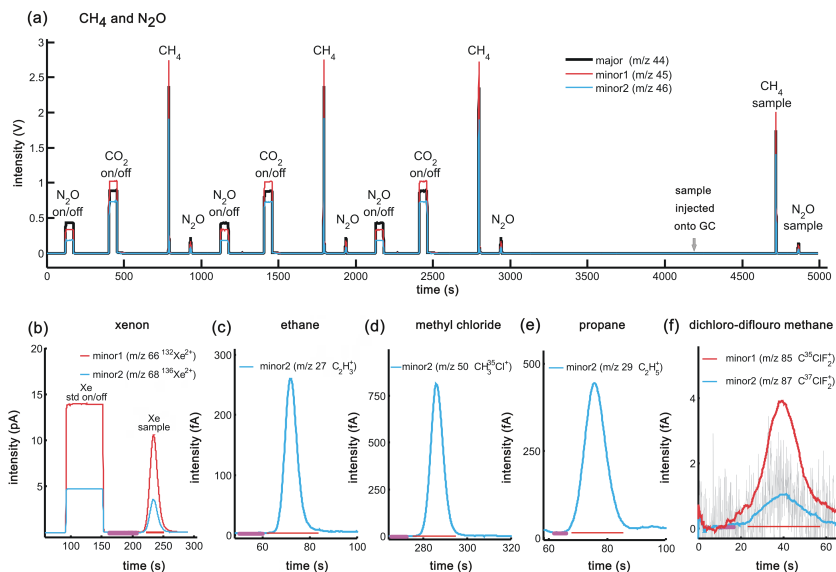 (a) CH4 and N2O
intensity (V)
3
2.5
2
1.5
1
0.5
0
0 500 1000 1500 2000 2500 3000 3500 4000 4500 5000
time (s)
major (m/z 44)
minor1 (m/z 45)
minor2 (m/z 46)
N2O
on/off
CO2
on/off
CH4
N2O
N2O
on/off
CO2
on/off
CH4
N2O
N2O
on/off
CO2
on/off
CH4
N2O
sample
injected
onto GC
CH4
sample
N2O
sample
(b) xenon
minor1 (m/z 66 132Xe2+)
minor2 (m/z 68 136Xe2+)
Xe
std on/off
Xe
sample
intensity (pA)
20
15
10
5
100 150 200 250 300
time (s)
(c) ethane
minor2 (m/z 27 C2H3+)
intensity (fA)
300
200
100
0
60 80 100
time (s)
(d) methyl chloride
minor2 (m/z 50 CH3 35Cl+)
intensity (fA)
750
500
250
0
280 300 320
time (s)
(e) propane
minor2 (m/z 29 C2H5+)
intensity (fA)
500
250
0
60 80 100
time (s)
(f) dichloro-diflouro methane
minor1 (m/z 85 C35ClF2+)
minor2 (m/z 87 C37ClF2+)
intensity (fA)
4
2
0
0 20 40 60
time (s)